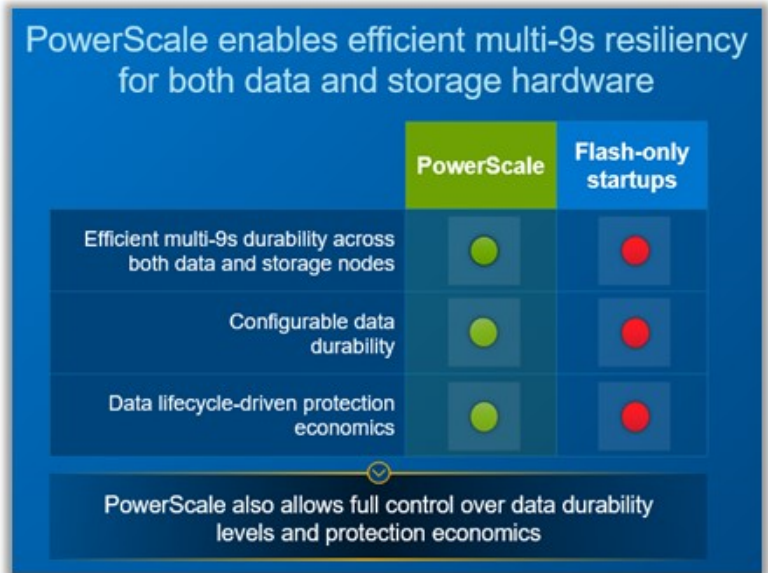 PowerScale enables efficient multi-9s resiliency
for both data and storage hardware
PowerScale
Flash-only
startups
Efficient multi-9s durability across
both data and storage nodes
Configurable data
durability
Data lifecycle-driven protection
economics
PowerScale also allows full control over data durability
levels and protection economics